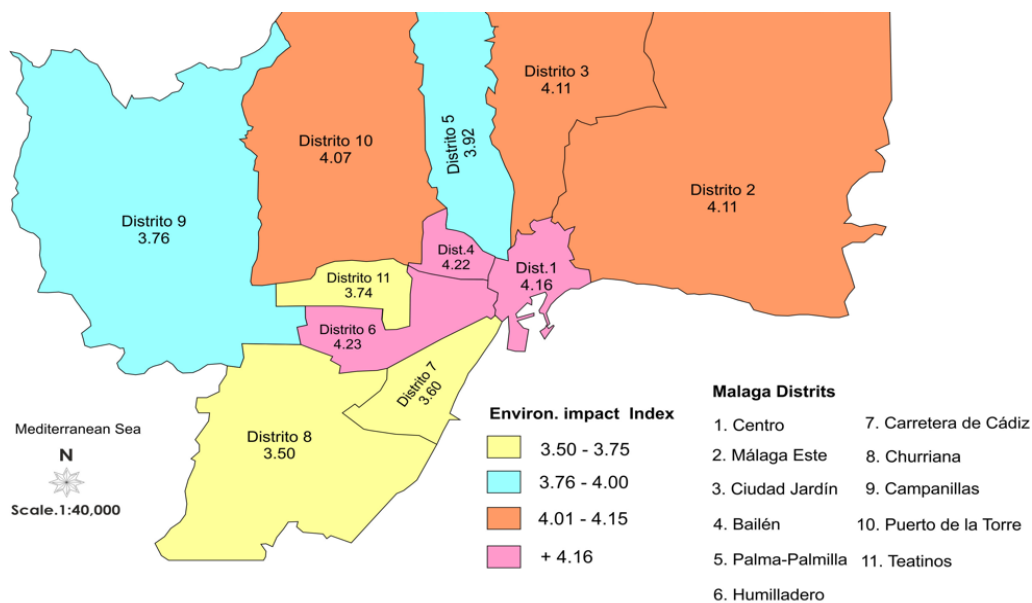 Distrito 3
4.11
Distrito 5
3.92
Distrito 10
4.07
Distrito 2
4.11
Distrito 9
3.76
Dist.4
4.22
Dist.1
4.16
Distrito 11
3.74
Distrito 6
4.23
Distrito 7
3.60
Distrito 8
3.50
Mediterranean Sea
N
Scale.1:40,000
Environ. impact Index
3.50 - 3.75
3.76 - 4.00
4.01 - 4.15
+ 4.16
Malaga Distrits
1. Centro
2. Málaga Este
3. Ciudad Jardín
4. Bailén
5. Palma-Palmilla
6. Humilladero
7. Carretera de Cádiz
8. Churriana
9. Campanillas
10. Puerto de la Torre
11. Teatinos